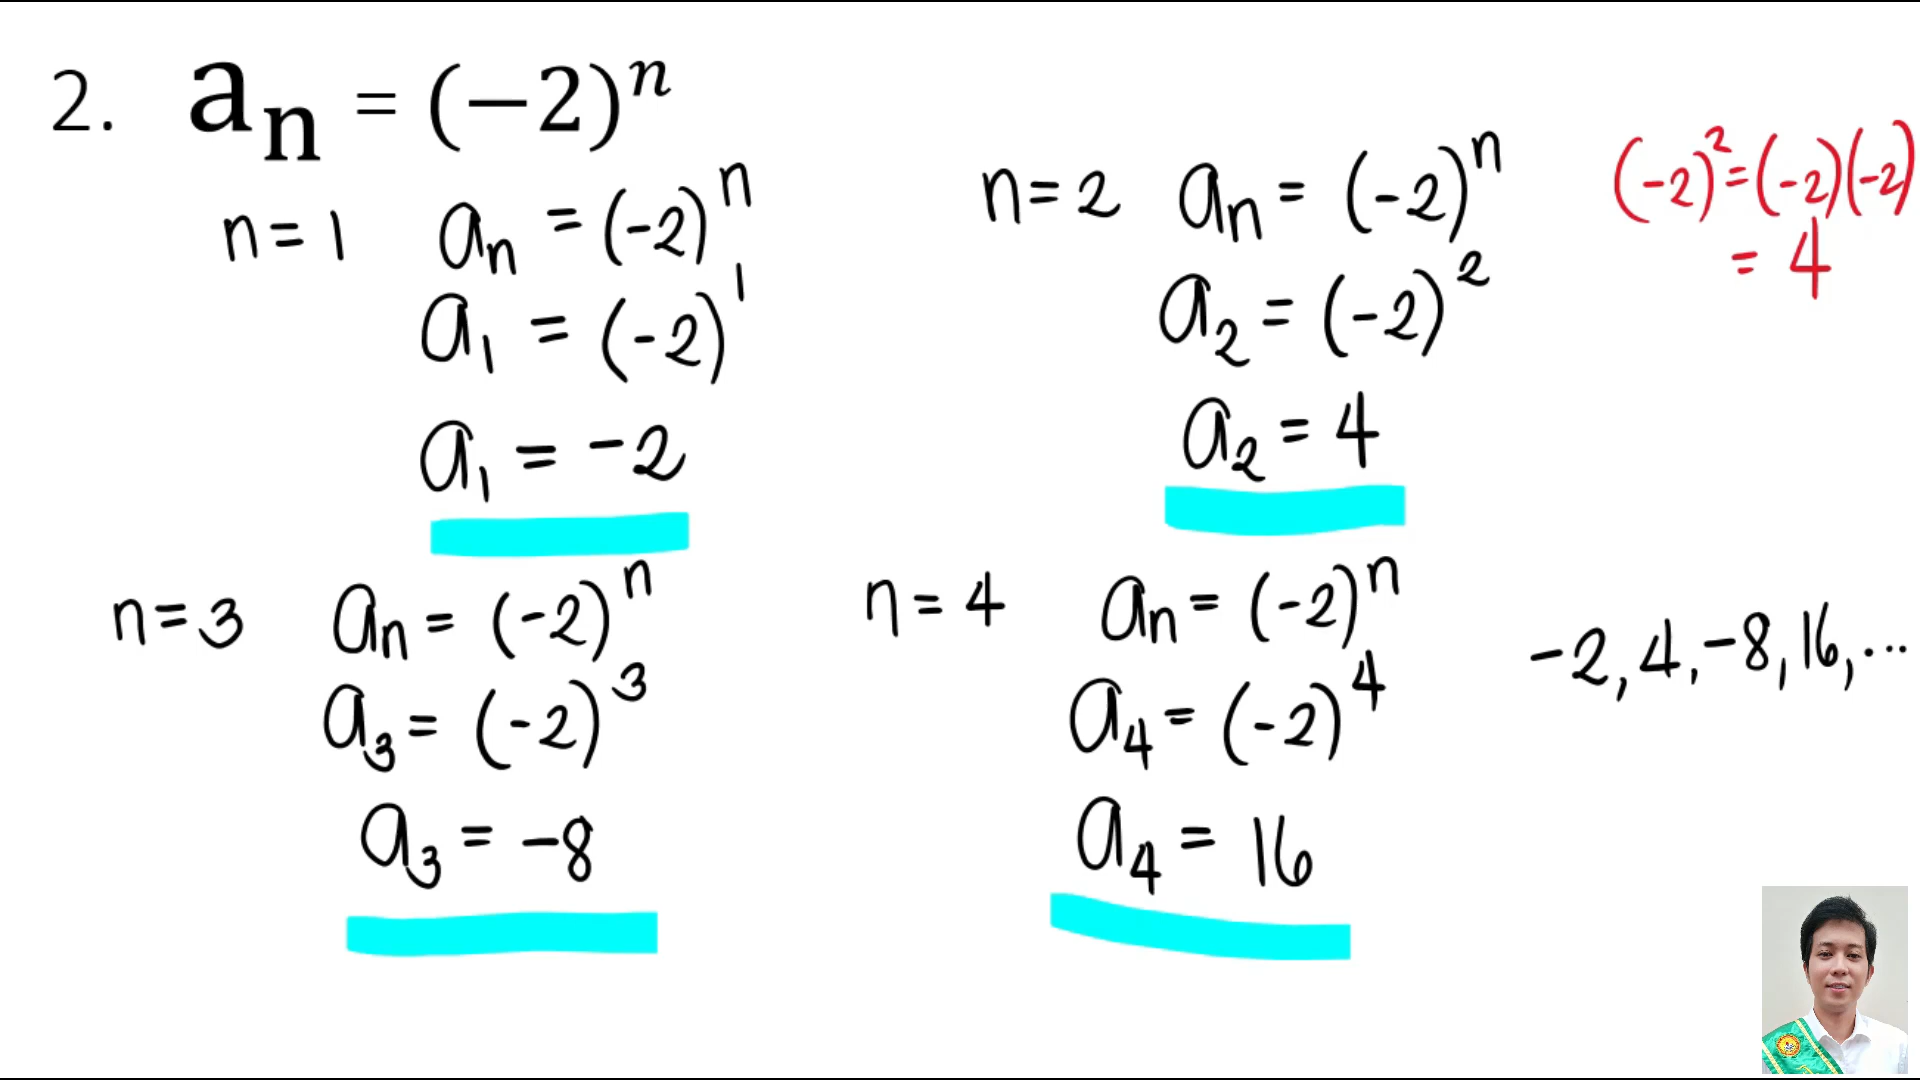 2. aₙ = (−2)ⁿ
n = 1 aₙ = (-2)ⁿ
a₁ = (-2)¹
a₁ = -2
n = 2 aₙ = (-2)ⁿ
a₂ = (-2)²
a₂ = 4
(-2)² = (-2)(-2)
= 4
n = 3 aₙ = (-2)ⁿ
a₃ = (-2)³
a₃ = -8
n = 4 aₙ = (-2)ⁿ
a₄ = (-2)⁴
a₄ = 16
-2, 4, -8, 16, ...